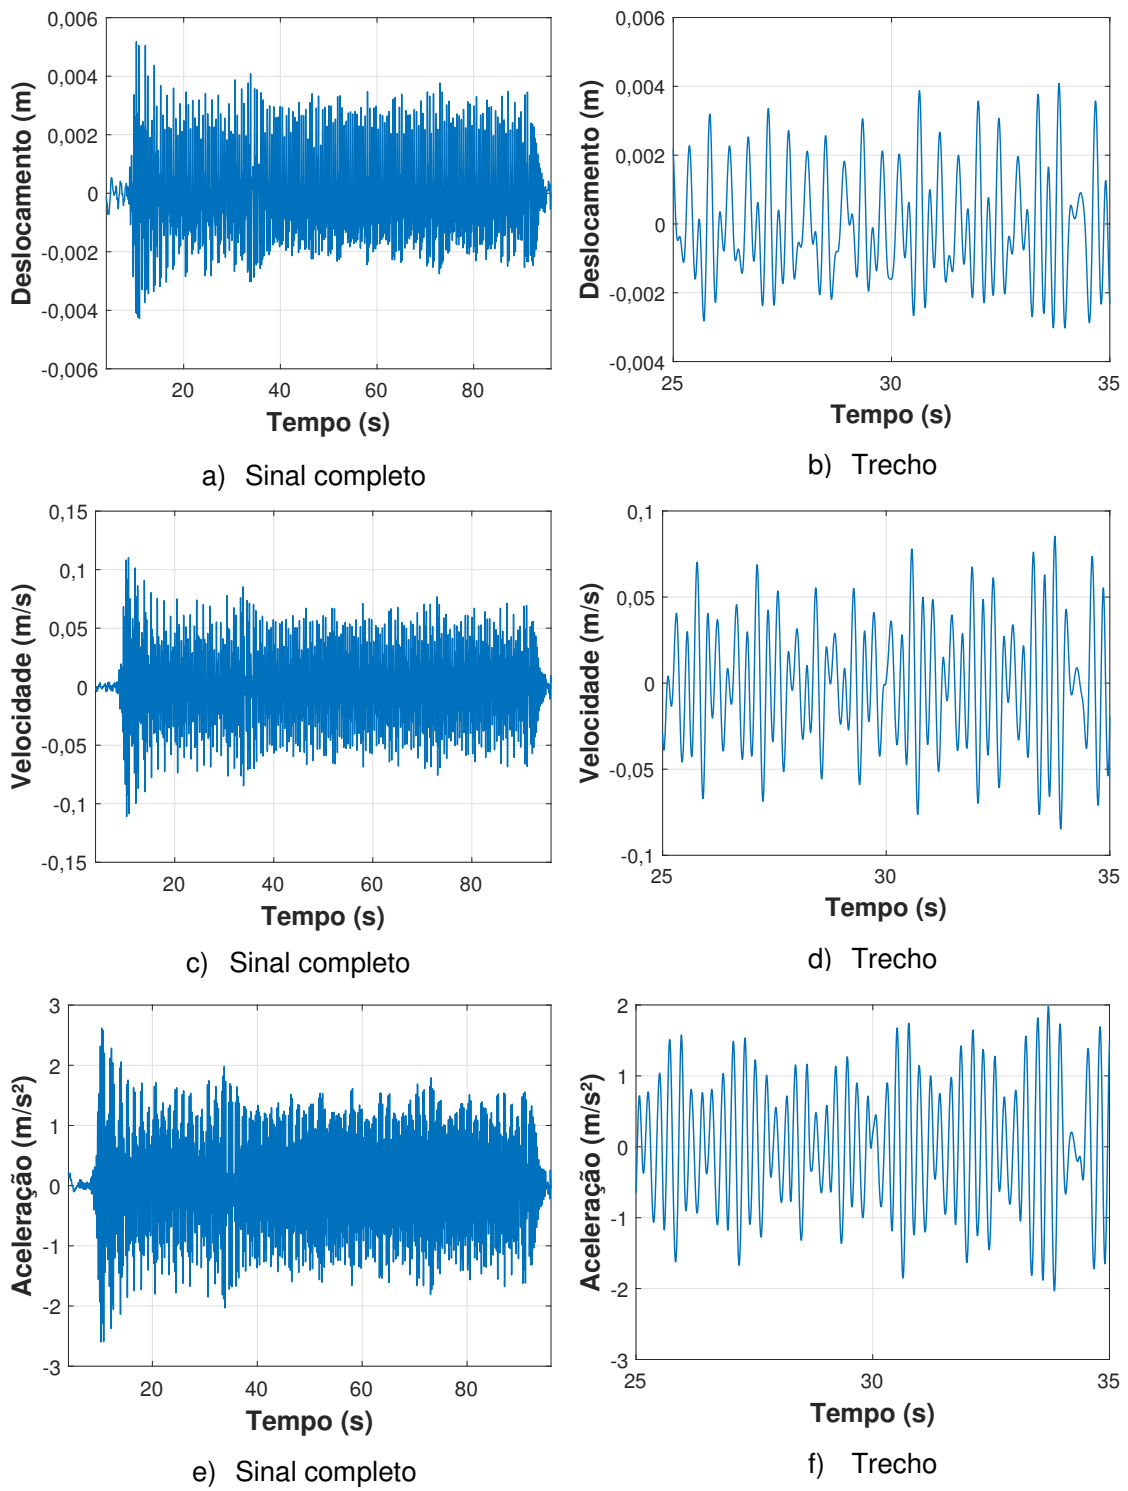 0,006
0,004
0,002
0
-0,002
-0,004
-0,006
Deslocamento (m)
20 40 60 80
Tempo (s)
a) Sinal completo
0,006
0,004
0,002
0
-0,002
-0,004
Deslocamento (m)
25 30 35
Tempo (s)
b) Trecho
0,15
0,1
0,05
0
-0,05
-0,1
-0,15
Velocidade (m/s)
20 40 60 80
Tempo (s)
c) Sinal completo
0,1
0,05
0
-0,05
-0,1
Velocidade (m/s)
25 30 35
Tempo (s)
d) Trecho
3
2
1
0
-1
-2
-3
Aceleração (m/s²)
20 40 60 80
Tempo (s)
e) Sinal completo
2
1
0
-1
-2
-3
Aceleração (m/s²)
25 30 35
Tempo (s)
f) Trecho